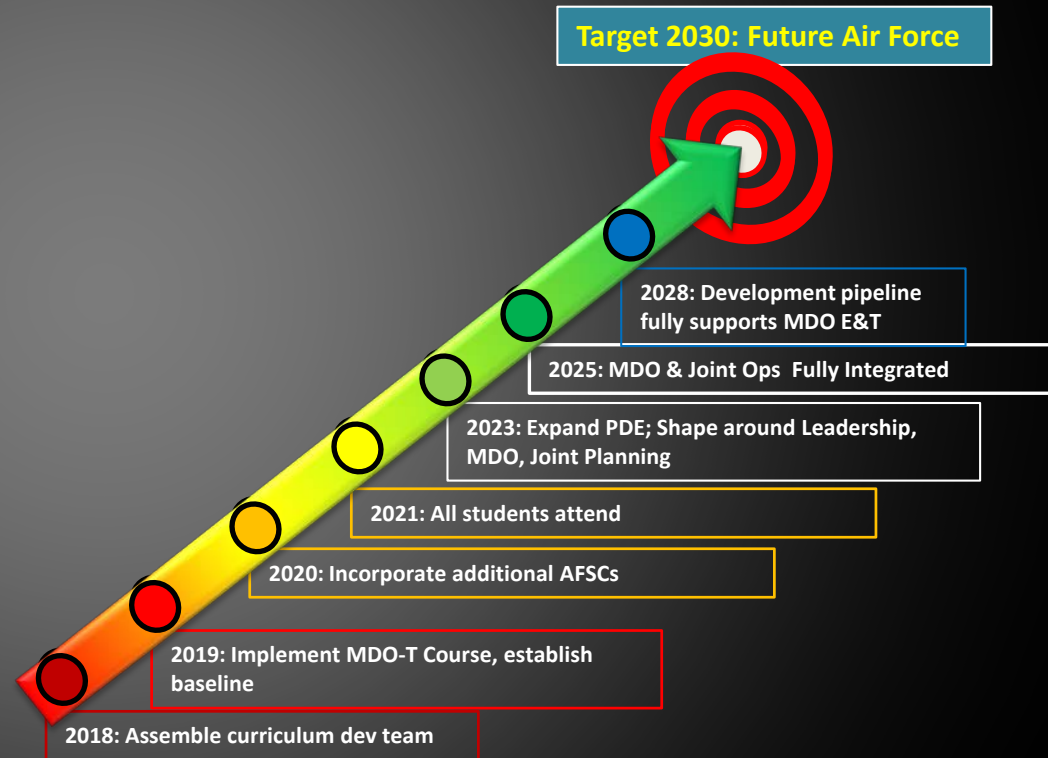 Target 2030: Future Air Force
2028: Development pipeline
fully supports MDO E&T
2025: MDO & Joint Ops  Fully Integrated
2023: Expand PDE; Shape around Leadership,
MDO, Joint Planning
2021: All students attend
2020: Incorporate additional AFSCs
2019: Implement MDO-T Course, establish
baseline
2018: Assemble curriculum dev team